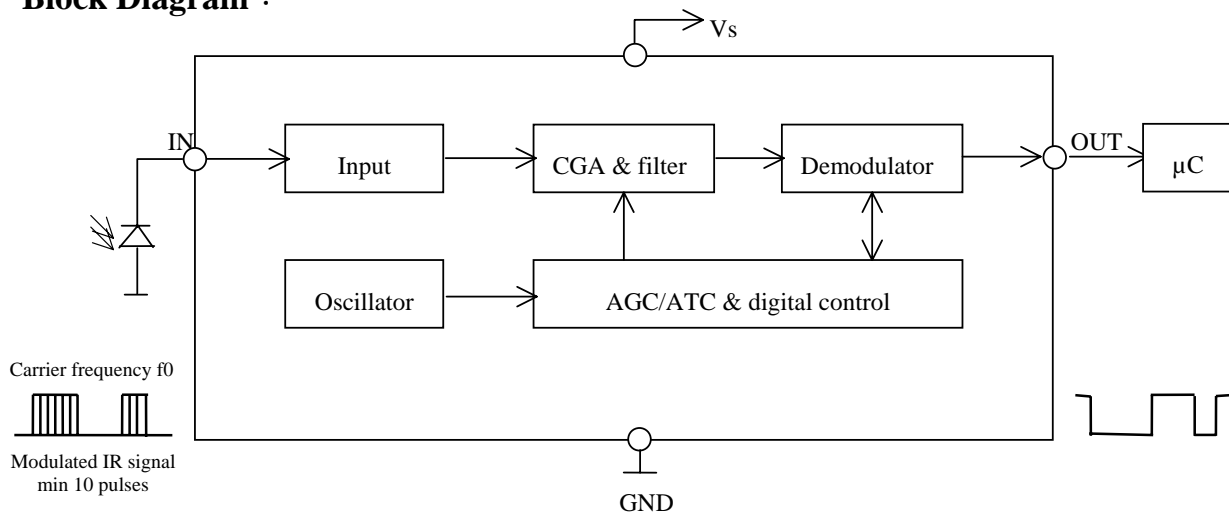 Block Diagram :
Vs
IN
Input
CGA & filter
Demodulator
OUT
µC
Oscillator
AGC/ATC & digital control
Carrier frequency f0
Modulated IR signal
min 10 pulses
GND